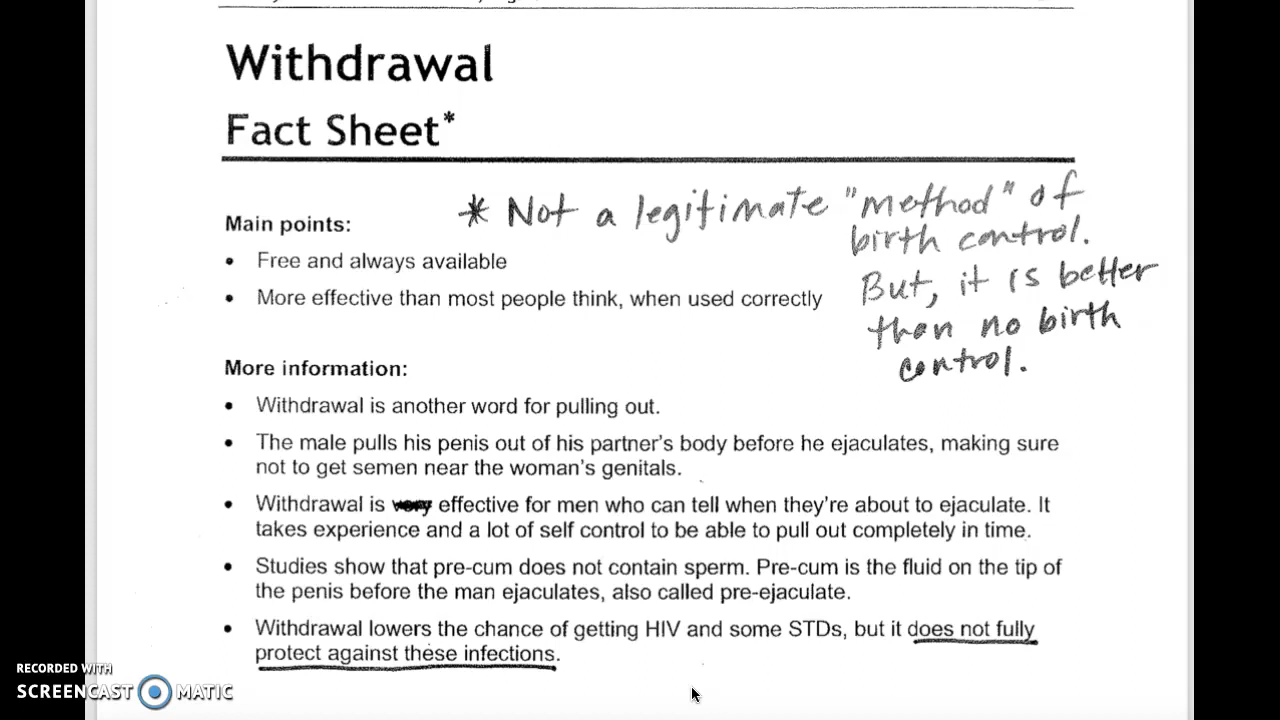 Withdrawal
Fact Sheet*
* Not a legitimate "method" of
birth control.
But, it is better
than no birth
control.
Main points:
• Free and always available
• More effective than most people think, when used correctly
More information:
• Withdrawal is another word for pulling out.
• The male pulls his penis out of his partner's body before he ejaculates, making sure
not to get semen near the woman's genitals.
• Withdrawal is very effective for men who can tell when they're about to ejaculate. It
takes experience and a lot of self control to be able to pull out completely in time.
• Studies show that pre-cum does not contain sperm. Pre-cum is the fluid on the tip of
the penis before the man ejaculates, also called pre-ejaculate.
• Withdrawal lowers the chance of getting HIV and some STDs, but it does not fully
protect against these infections.
RECORDED WITH
SCREENCAST MATIC